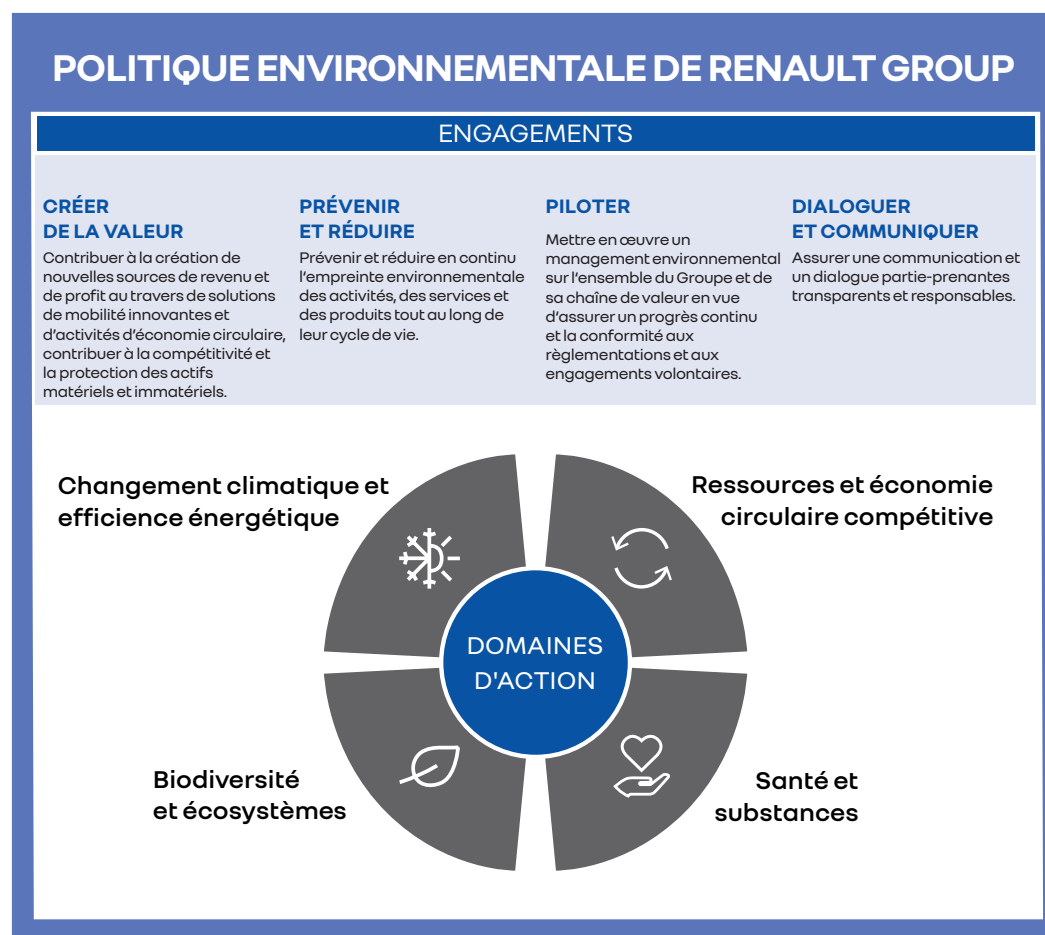 POLITIQUE ENVIRONNEMENTALE DE RENAULT GROUP
ENGAGEMENTS
CRÉER
DE LA VALEUR
Contribuer à la création de
nouvelles sources de revenu et
de profit au travers de solutions
de mobilité innovantes et
d'activités d'économie circulaire,
contribuer à la compétitivité et
la protection des actifs
matériels et immatériels.
PRÉVENIR
ET RÉDUIRE
Prévenir et réduire en continu
l'empreinte environnementale
des activités, des services et
des produits tout au long de
leur cycle de vie.
PILOTER
Mettre en œuvre un
management environnemental
sur l'ensemble du Groupe et de
sa chaîne de valeur en vue
d'assurer un progrès continu
et la conformité aux
règlementations et aux
engagements volontaires.
DIALOGUER
ET COMMUNIQUER
Assurer une communication et
un dialogue partie-prenantes
transparents et responsables.
Changement climatique et
efficience énergétique
Ressources et économie
circulaire compétitive
DOMAINES
D'ACTION
Biodiversité
et écosystèmes
Santé et
substances